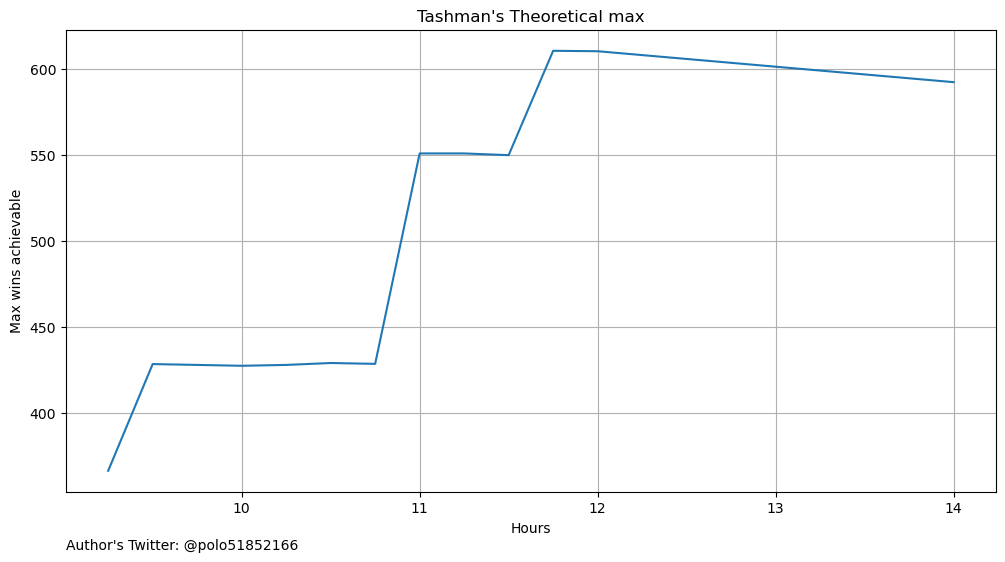 Tashman's Theoretical max
Max wins achievable
600
550
500
450
400
10
11
12
13
14
Hours
Author's Twitter: @polo51852166